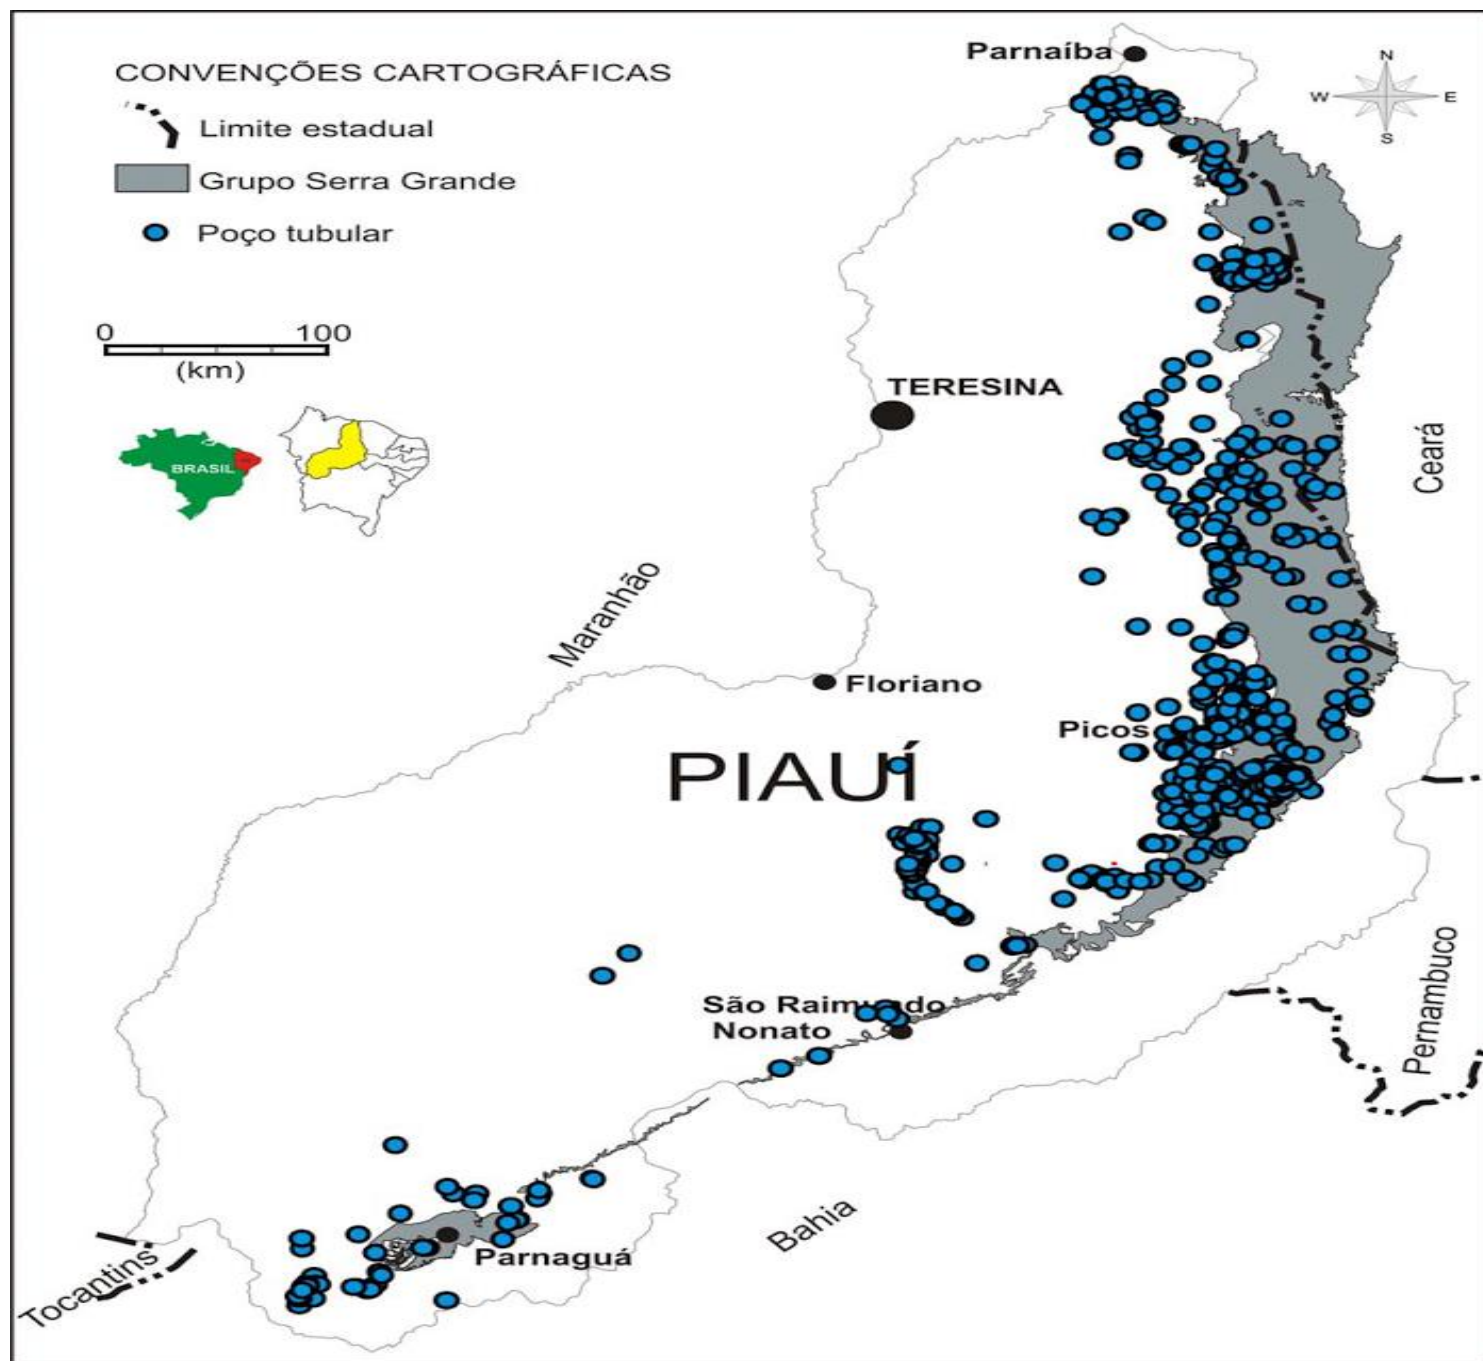 CONVENÇÕES CARTOGRÁFICAS
Limite estadual
Grupo Serra Grande
Poço tubular
0 100
(km)
BRASIL
Parnaíba
N
W E
S
TERESINA
Ceará
Maranhão
Floriano
Picos
PIAUÍ
São Raimundo
Nonato
Pernambuco
Bahia
Parnaguá
Tocantins